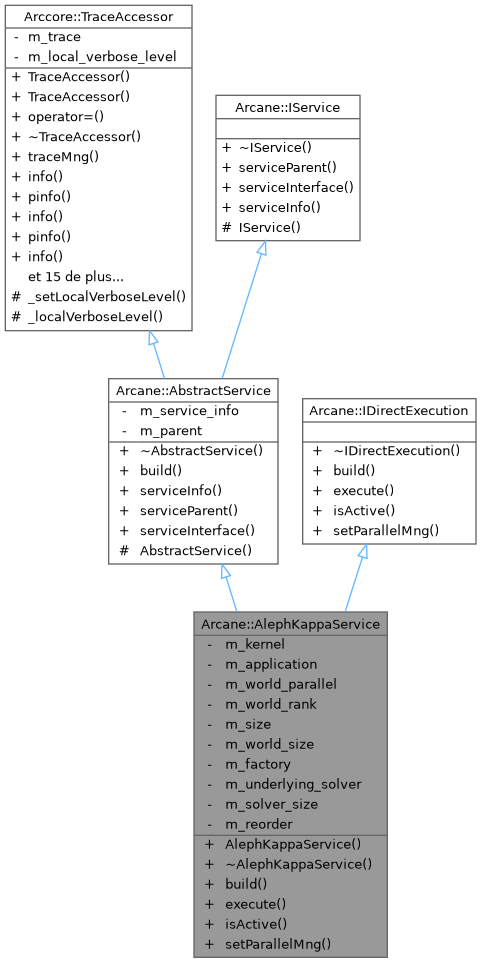 Arccore::TraceAccessor
- m_trace
- m_local_verbose_level
+ TraceAccessor()
+ TraceAccessor()
+ operator=()
+ ~TraceAccessor()
+ traceMng()
+ info()
+ pinfo()
+ info()
+ pinfo()
+ info()
et 15 de plus...
# _setLocalVerboseLevel()
# _localVerboseLevel()
Arcane::IService
+ ~IService()
+ serviceParent()
+ serviceInterface()
+ serviceInfo()
# IService()
Arcane::AbstractService
- m_service_info
- m_parent
+ ~AbstractService()
+ build()
+ serviceInfo()
+ serviceParent()
+ serviceInterface()
# AbstractService()
Arcane::IDirectExecution
+ ~IDirectExecution()
+ build()
+ execute()
+ isActive()
+ setParallelMng()
Arcane::AlephKappaService
- m_kernel
- m_application
- m_world_parallel
- m_world_rank
- m_size
- m_world_size
- m_factory
- m_underlying_solver
- m_solver_size
- m_reorder
+ AlephKappaService()
+ ~AlephKappaService()
+ build()
+ execute()
+ isActive()
+ setParallelMng()